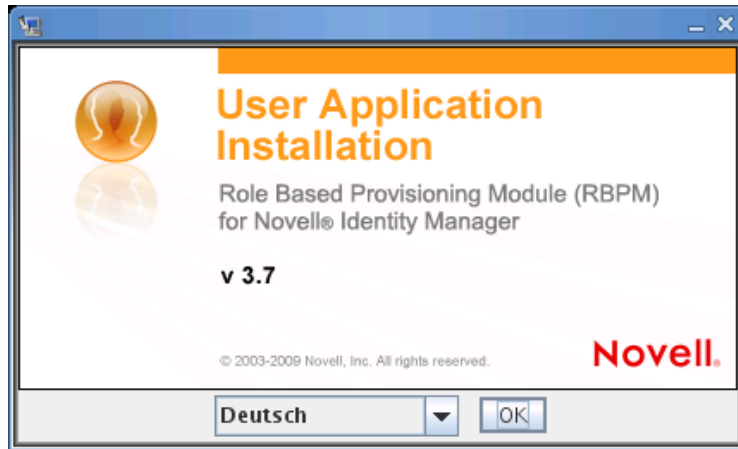 User Application
Installation
Role Based Provisioning Module (RBPM)
for Novell® Identity Manager
v 3.7
© 2003-2009 Novell, Inc. All rights reserved.
Novell®
Deutsch
OK